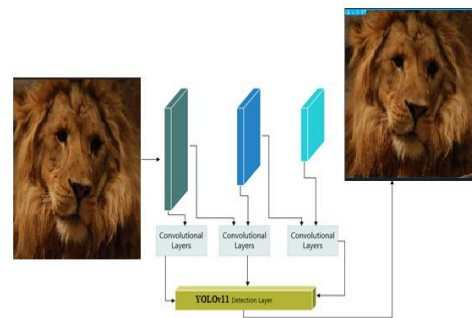 Convolutional
Layers
Convolutional
Layers
Convolutional
Layers
YOLOv11 Detection Layer